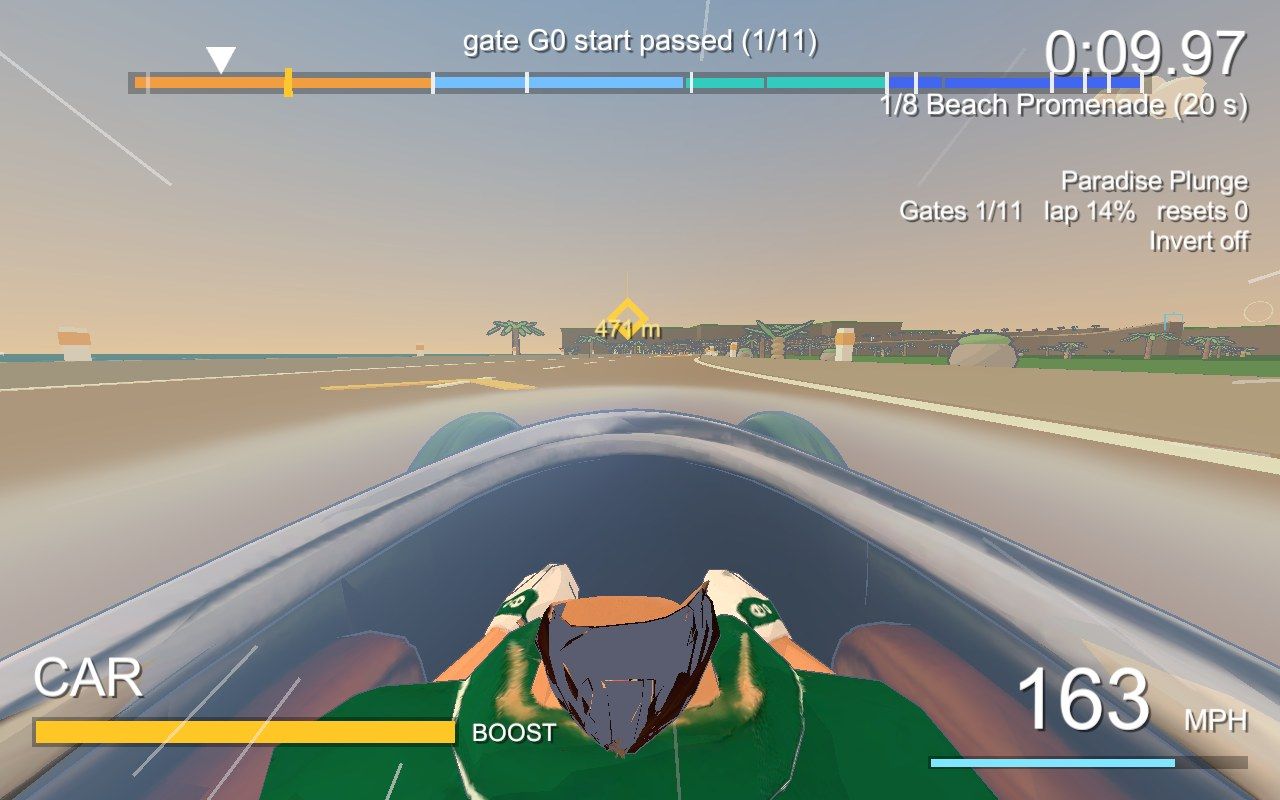 gate G0 start passed (1/11)
0:09.97
1/8 Beach Promenade (20 s)
Paradise Plunge
Gates 1/11 lap 14% resets 0
Invert off
471 m
CAR
BOOST
163 MPH